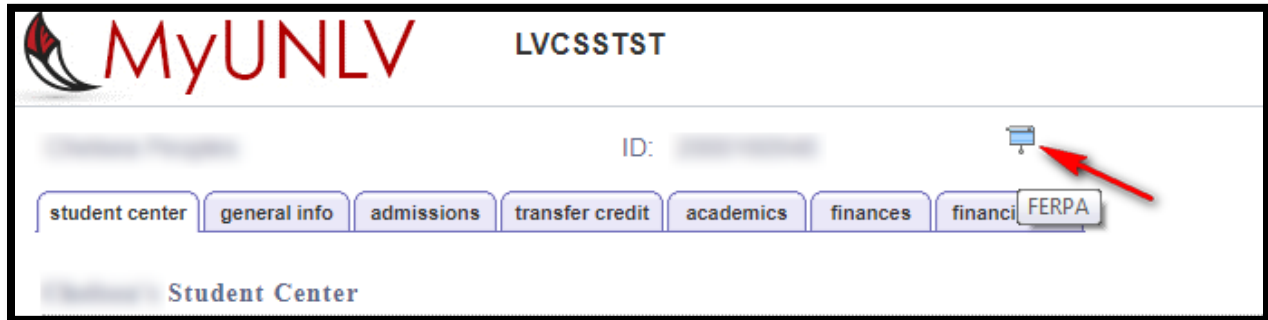 MyUNLV LVCSSTST
ID:
student center general info admissions transfer credit academics finances financi FERPA
Student Center